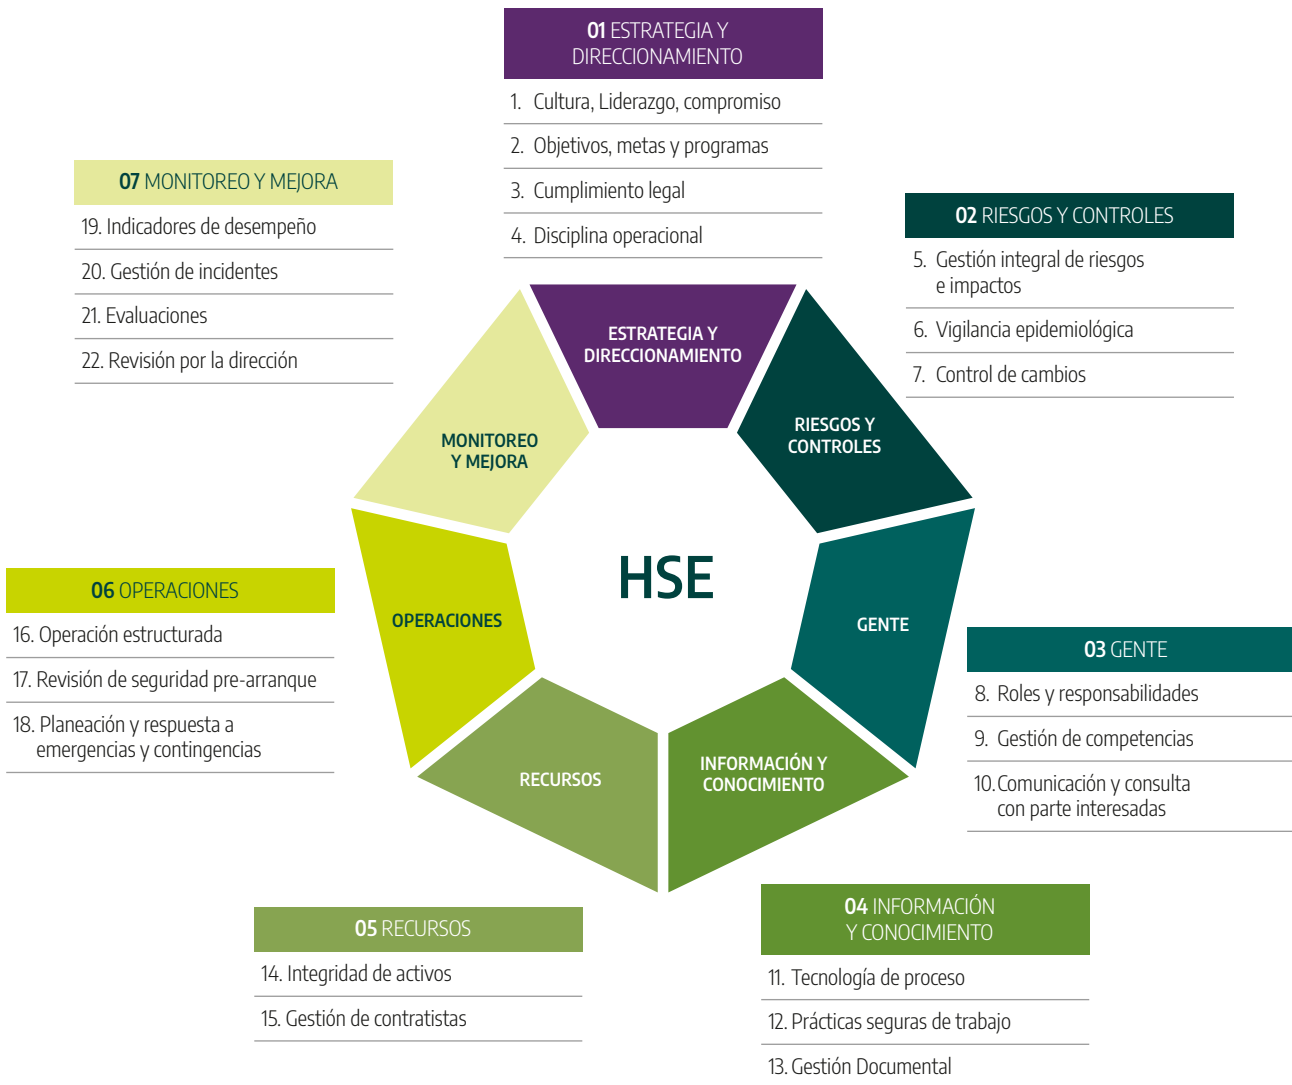 01 ESTRATEGIA Y
DIRECCIONAMIENTO
1. Cultura, Liderazgo, compromiso
2. Objetivos, metas y programas
3. Cumplimiento legal
4. Disciplina operacional
07 MONITOREO Y MEJORA
19. Indicadores de desempeño
20. Gestión de incidentes
21. Evaluaciones
22. Revisión por la dirección
02 RIESGOS Y CONTROLES
5. Gestión integral de riesgos
e impactos
6. Vigilancia epidemiológica
7. Control de cambios
ESTRATEGIA Y
DIRECCIONAMIENTO
RIESGOS Y
CONTROLES
MONITOREO
Y MEJORA
HSE
OPERACIONES
GENTE
INFORMACIÓN Y
CONOCIMIENTO
RECURSOS
06 OPERACIONES
16. Operación estructurada
17. Revisión de seguridad pre-arranque
18. Planeación y respuesta a
emergencias y contingencias
03 GENTE
8. Roles y responsabilidades
9. Gestión de competencias
10. Comunicación y consulta
con parte interesadas
05 RECURSOS
14. Integridad de activos
15. Gestión de contratistas
04 INFORMACIÓN
Y CONOCIMIENTO
11. Tecnología de proceso
12. Prácticas seguras de trabajo
13. Gestión Documental